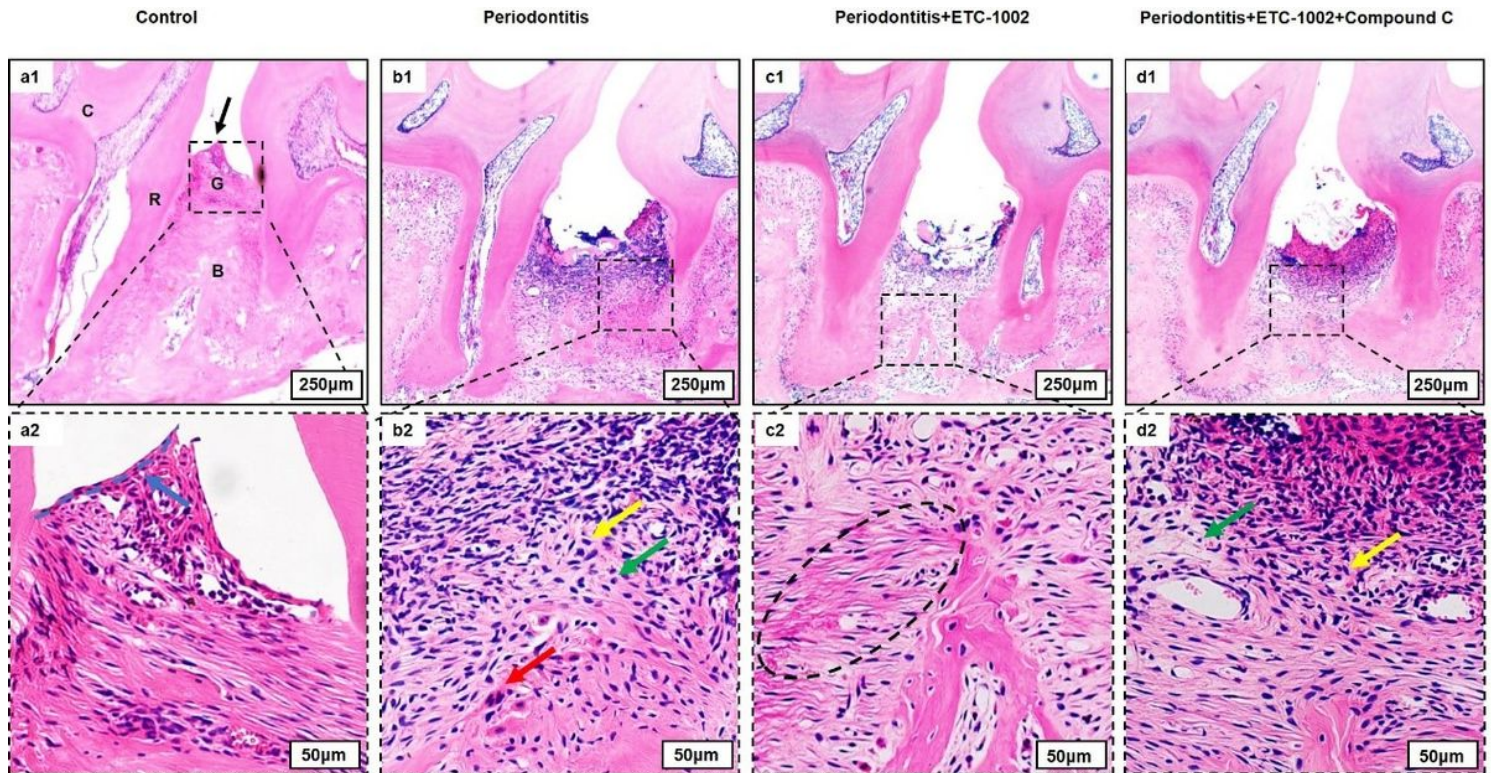 Control
Periodontitis
Periodontitis+ETC-1002
Periodontitis+ETC-1002+Compound C
a1
C
G
R
B
250µm
b1
250µm
c1
250µm
d1
250µm
a2
50µm
b2
50µm
c2
50µm
d2
50µm